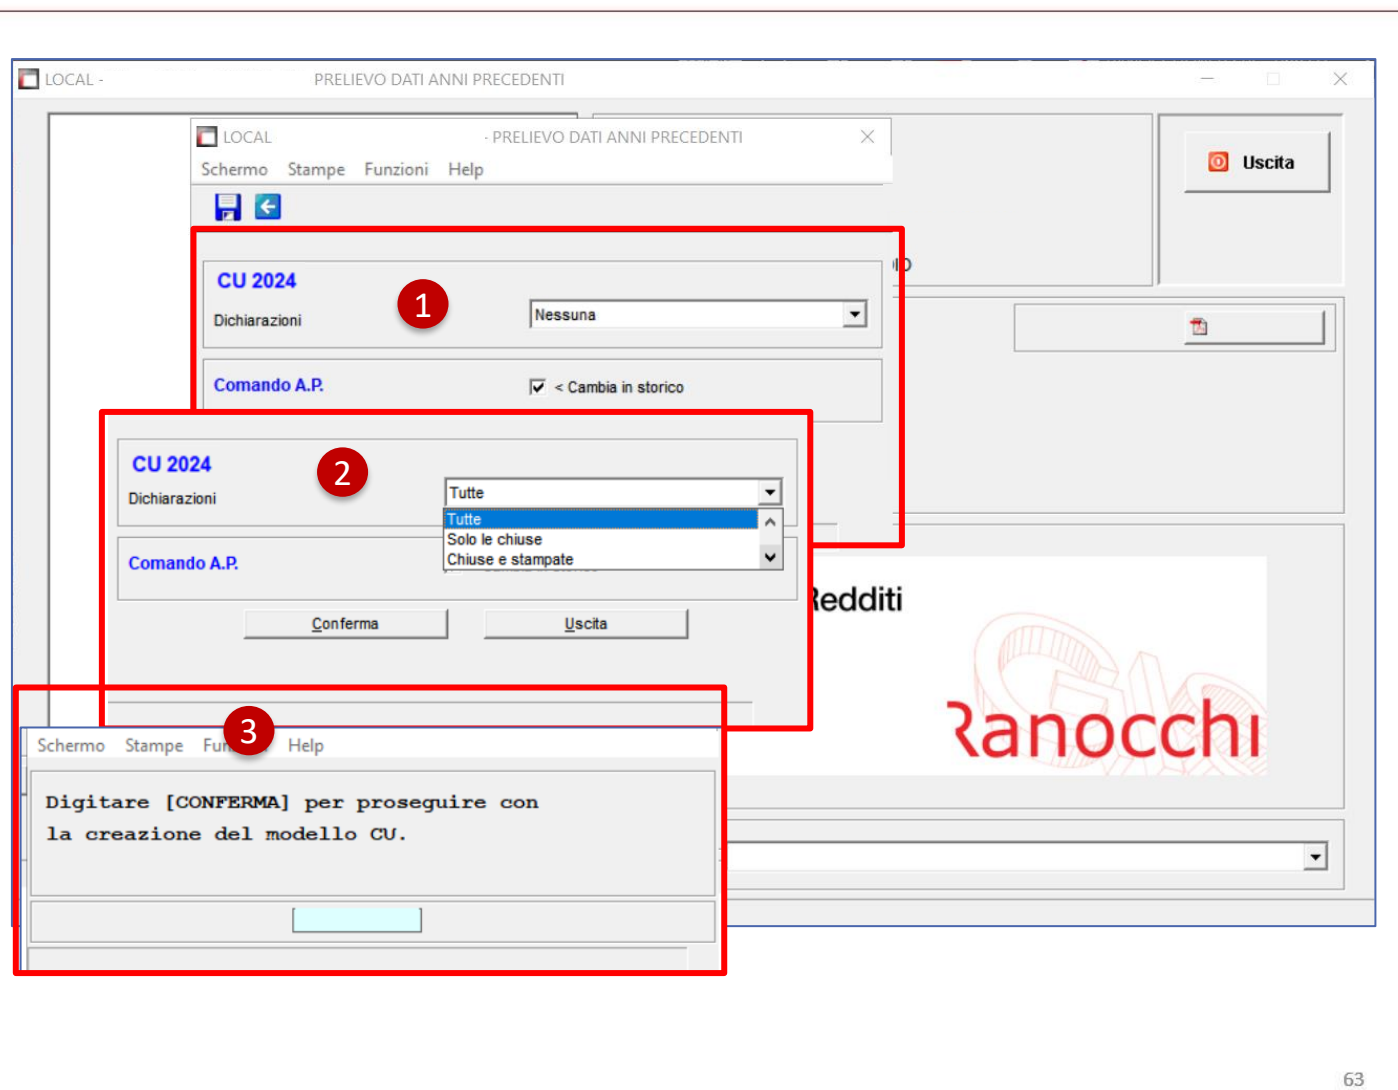 LOCAL - PRELIEVO DATI ANNI PRECEDENTI
LOCAL - PRELIEVO DATI ANNI PRECEDENTI
Schermo Stampe Funzioni Help
Uscita
CU 2024
1
Dichiarazioni
Nessuna
Comando A.P.
< Cambia in storico
CU 2024
2
Dichiarazioni
Tutte
Tutte
Solo le chiuse
Chiuse e stampate
Comando A.P.
Conferma
Uscita
Redditi
Ranocchi
3
Schermo Stampe Help
Digitare [CONFERMA] per proseguire con
la creazione del modello CU.
63